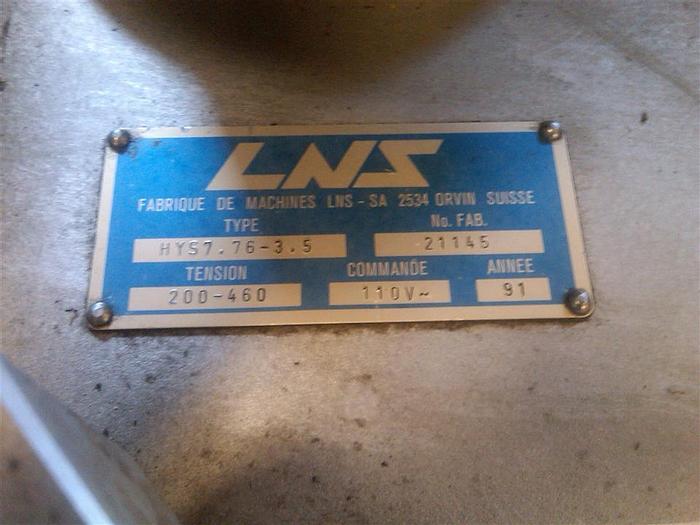 LNS
FABRIQUE DE MACHINES LNS-SA 2534 ORVIN SUISSE
TYPE No. FAB.
HYS7.76-3.5 21145
TENSION COMMANDE ANNEE
200-460 110V~ 91